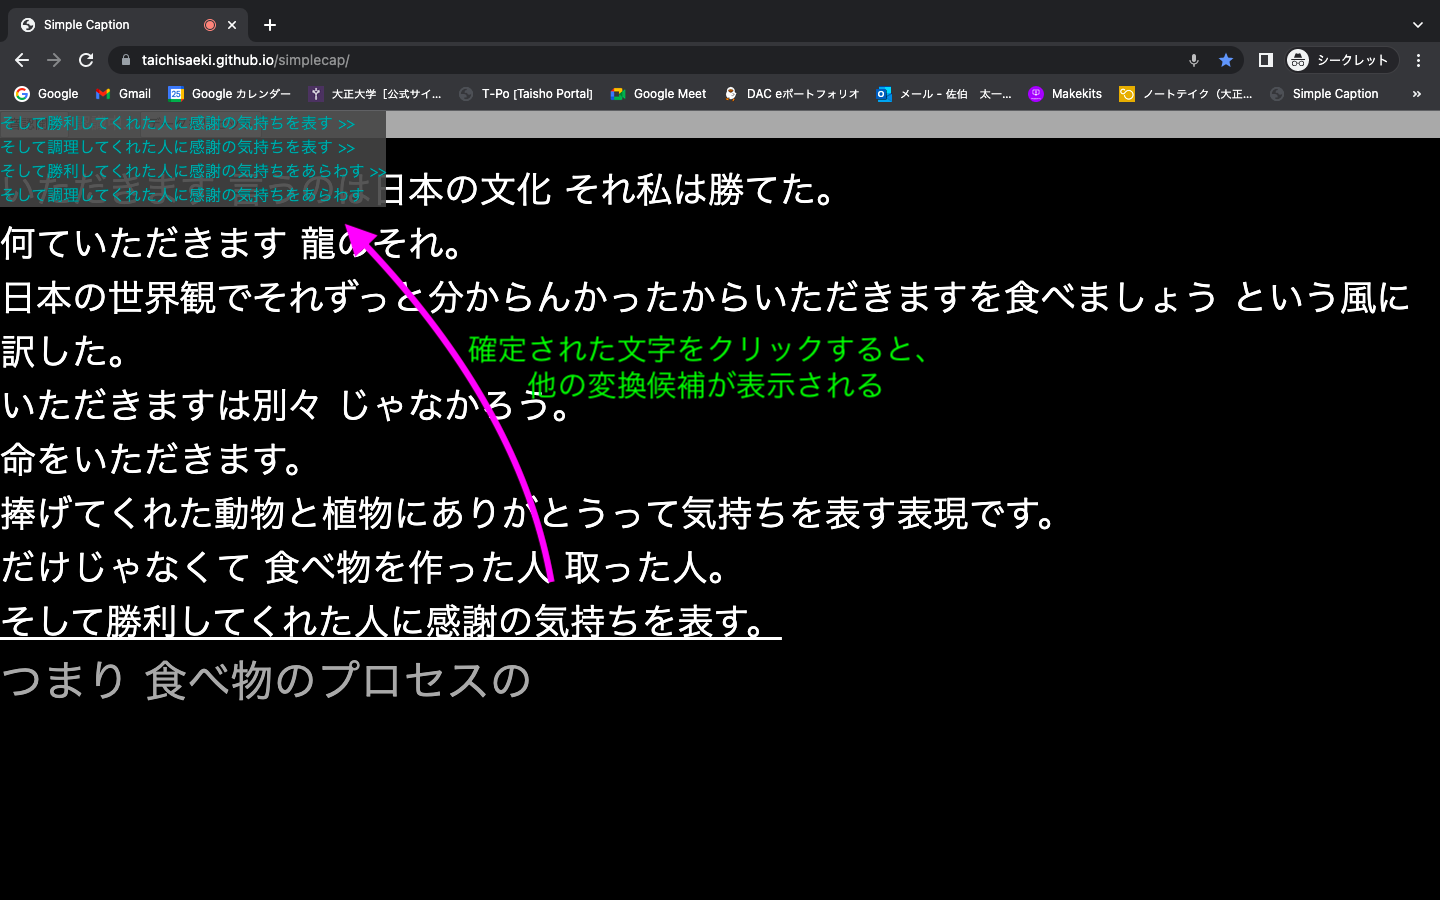 Simple Caption
taichisaeki.github.io/simplecap/
シークレット
Google
Gmail
Google カレンダー
大正大学［公式サイ...
T-Po [Taisho Portal]
Google Meet
DAC eポートフォリオ
メール - 佐伯 太一...
Makekits
ノートテイク（大正...
Simple Caption
»
そして勝利してくれた人に感謝の気持ちを表す >>
そして調理してくれた人に感謝の気持ちを表す >>
そして勝利してくれた人に感謝の気持ちをあらわす >>
そして調理してくれた人に感謝の気持ちをあらわす
いただきます 言うのは日本の文化 それ私は勝てた。
何ていただきます 龍のそれ。
日本の世界観でそれずっと分からんかったからいただきますを食べましょう という風に
訳した。
確定された文字をクリックすると、
他の変換候補が表示される
いただきますは別々 じゃなかろう。
命をいただきます。
捧げてくれた動物と植物にありがとうって気持ちを表す表現です。
だけじゃなくて 食べ物を作った人 取った人。
そして勝利してくれた人に感謝の気持ちを表す。
つまり 食べ物のプロセスの